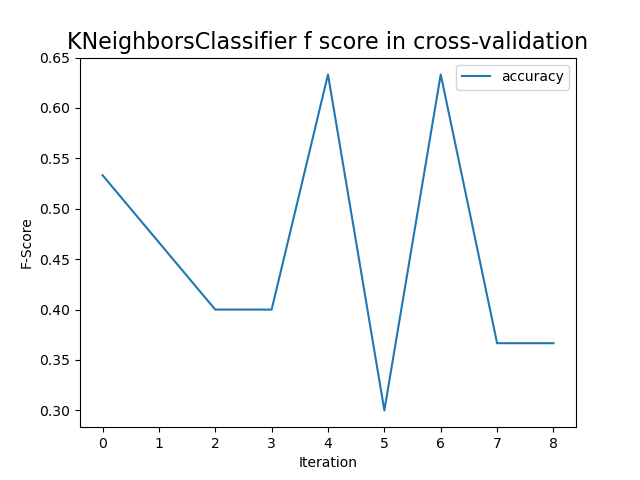 KNeighborsClassifier f score in cross-validation
accuracy
0.65
0.60
0.55
0.50
0.45
0.40
0.35
0.30
F-Score
0 1 2 3 4 5 6 7 8
Iteration